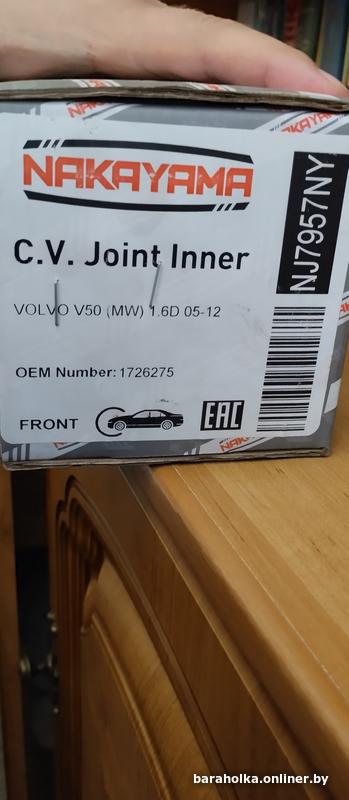 NAKAYAMA
NAKAYAMA
NJ7957NY
C.V. Joint Inner
VOLVO V50 (MW) 1.6D 05-12
OEM Number: 1726275
FRONT
EAC
baraholka.onliner.by